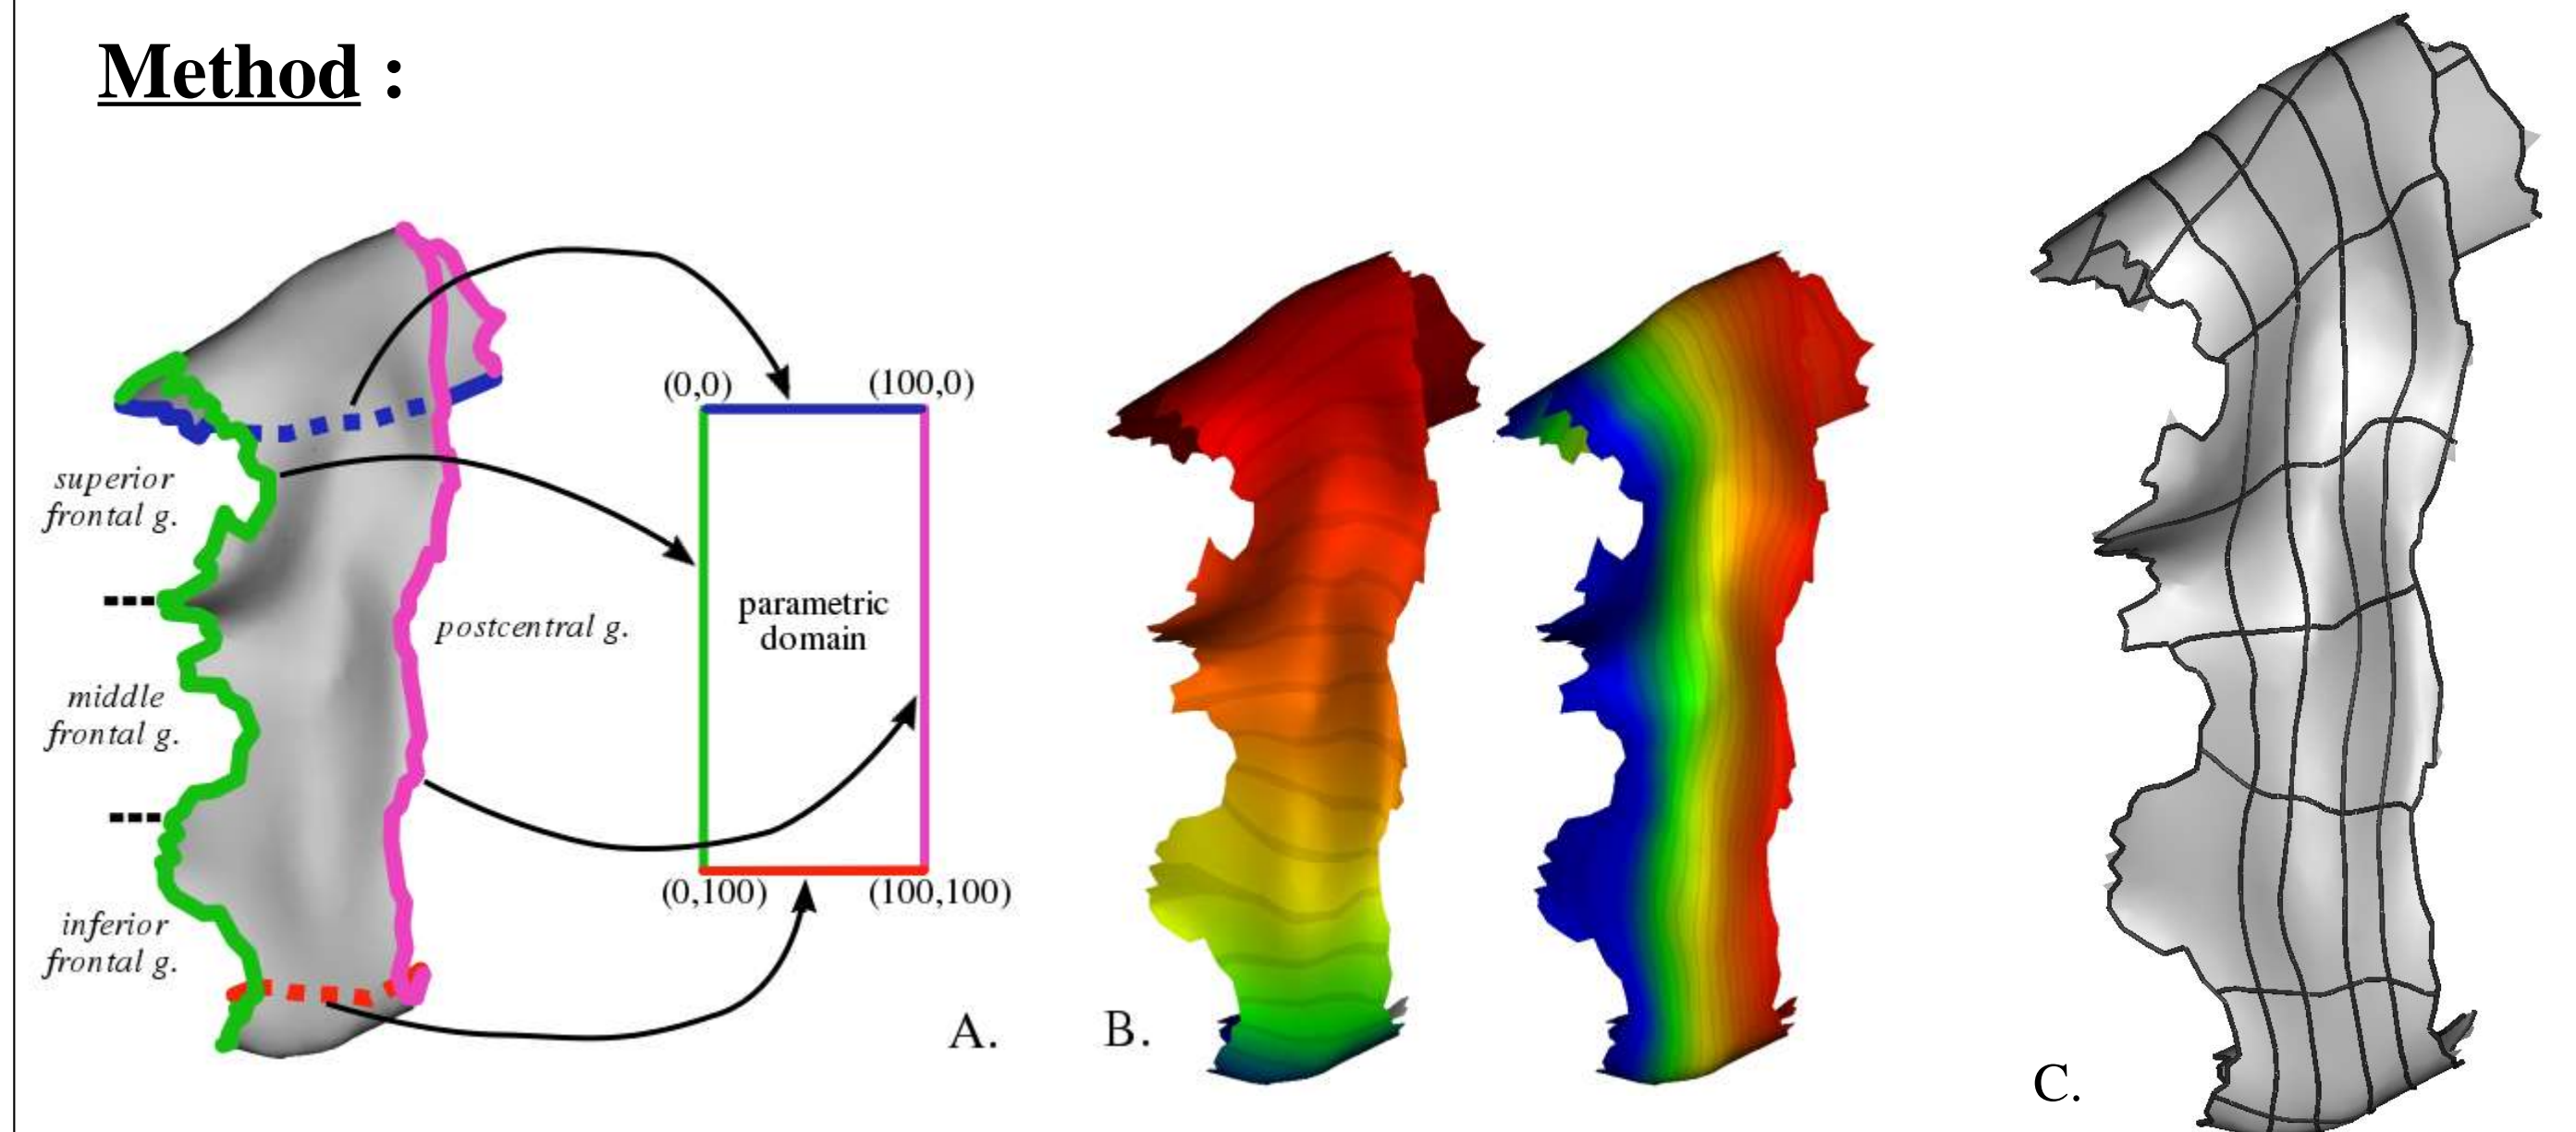 Method :
(0,0)
(100,0)
superior
frontal g.
parametric
domain
postcentral g.
middle
frontal g.
(0,100)
(100,100)
inferior
frontal g.
A.
B.
C.